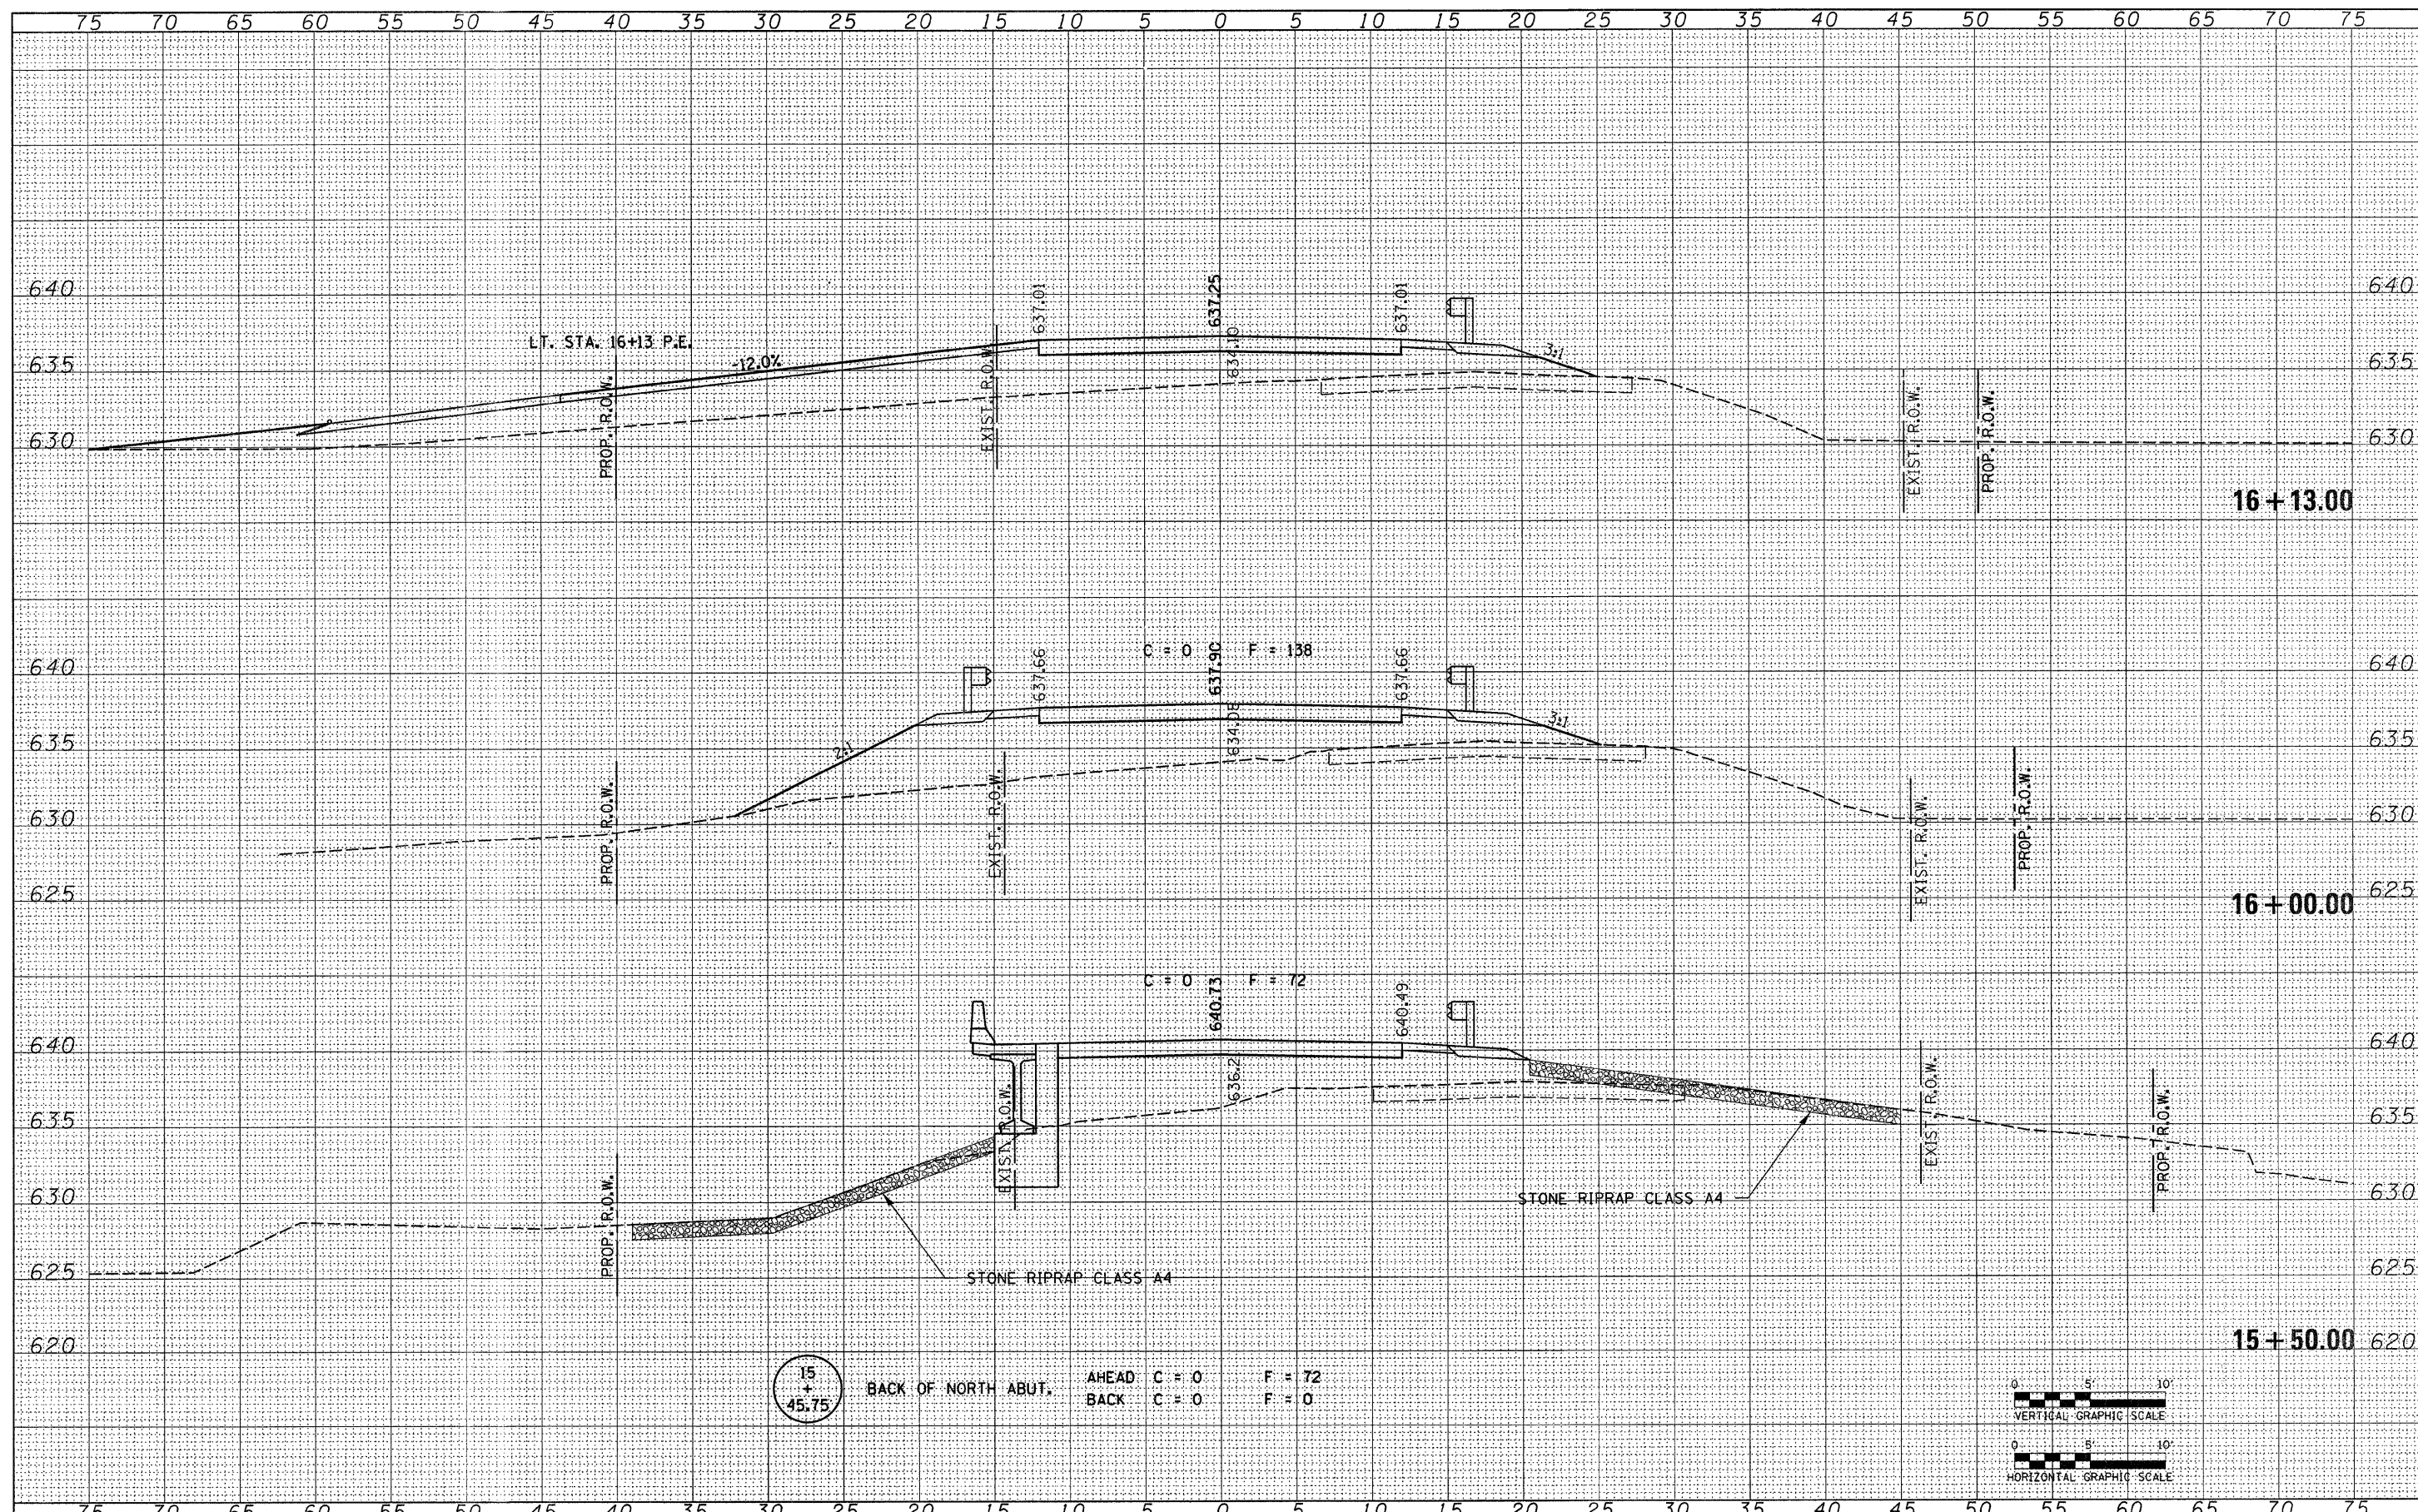 75 70 65 60 55 50 45 40 35 30 25 20 15 10 5 0 5 10 15 20 25 30 35 40 45 50 55 60 65 70 75
637.01
637.25
637.01
640
640
LT. STA. 16+13 P.E.
-12.0%
634.10
3:1
635
635
PROP. R.O.W.
EXIST. R.O.W.
EXIST. R.O.W.
PROP. R.O.W.
630
630
16+13.00
C = 0 F = 138
637.66
637.90
637.66
640
640
2:1
634.08
3:1
635
635
PROP. R.O.W.
EXIST. R.O.W.
EXIST. R.O.W.
PROP. R.O.W.
630
630
625
625
16+00.00
C = 0 F = 72
640.73
640.49
640
640
636.2
635
635
EXIST. R.O.W.
EXIST. R.O.W.
PROP. R.O.W.
PROP. R.O.W.
630
630
STONE RIPRAP CLASS A4
625
625
STONE RIPRAP CLASS A4
620
620
15+50.00
15
+
45.75
BACK OF NORTH ABUT.
AHEAD C = 0 F = 72
BACK C = 0 F = 0
0 5' 10'
VERTICAL GRAPHIC SCALE
0 5' 10'
HORIZONTAL GRAPHIC SCALE
75 70 65 60 55 50 45 40 35 30 25 20 15 10 5 0 5 10 15 20 25 30 35 40 45 50 55 60 65 70 75